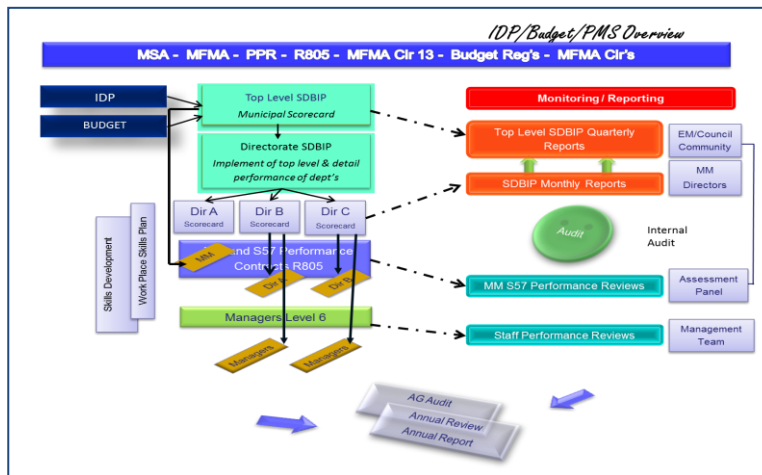 IDP/Budget/PMS Overview
MSA - MFMA - PPR - R805 - MFMA Cir 13 - Budget Reg's - MFMA Cir's
IDP
BUDGET
Top Level SDBIP
Municipal Scorecard
Directorate SDBIP
Implement of top level & detail
performance of dept's
Dir A
Scorecard
Dir B
Scorecard
Dir C
Scorecard
and S57 Performance
Contracts R805
MM
Dir A
Dir B
Managers Level 6
Managers
Managers
Skills Development
Work Place Skills Plan
Monitoring / Reporting
Top Level SDBIP Quarterly
Reports
EM/Council
Community
SDBIP Monthly Reports
MM
Directors
Audit
Internal
Audit
MM S57 Performance Reviews
Assessment
Panel
Staff Performance Reviews
Management
Team
AG Audit
Annual Review
Annual Report